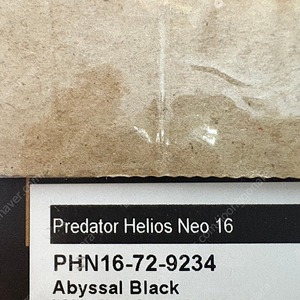 Predator Helios Neo 16
PHN16-72-9234
Abyssal Black